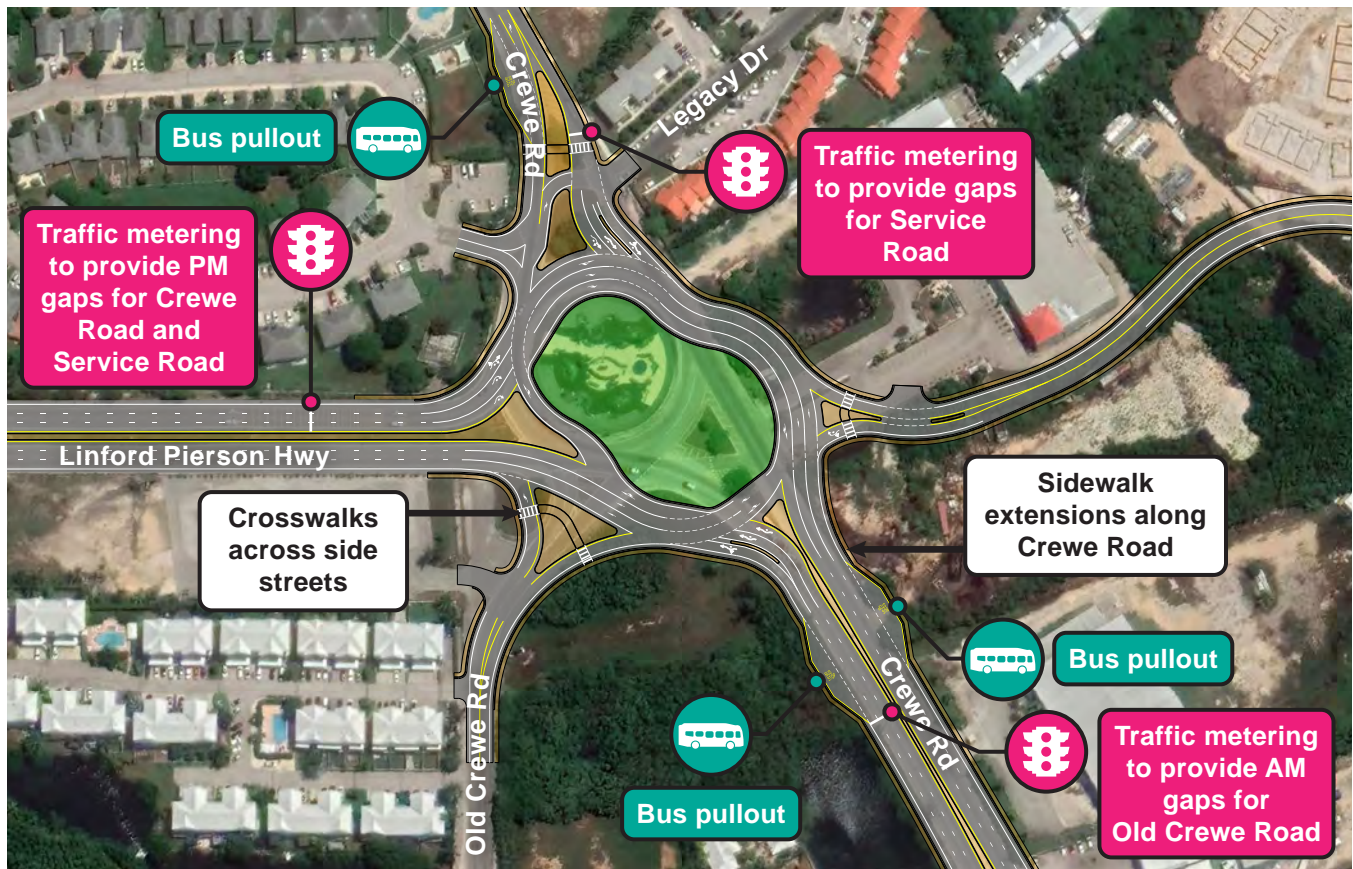 Crewe Rd
Legacy Dr
Bus pullout
Traffic metering
to provide gaps
for Service
Road
Traffic metering
to provide PM
gaps for Crewe
Road and
Service Road
Linford Pierson Hwy
Crosswalks
across side
streets
Sidewalk
extensions along
Crewe Road
Bus pullout
Crewe Rd
Old Crewe Rd
Bus pullout
Traffic metering
to provide AM
gaps for
Old Crewe Road